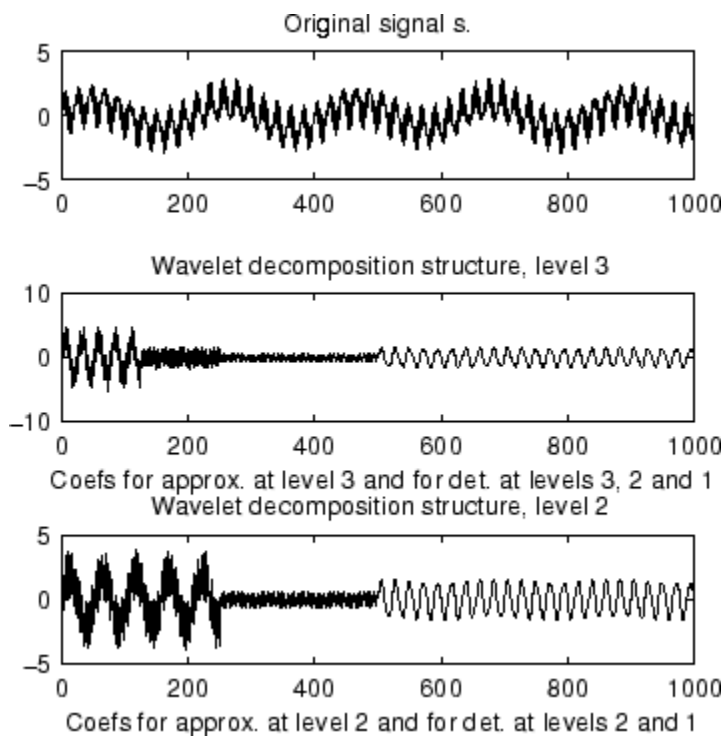 Original signal s.
5
0
−5
0 200 400 600 800 1000
Wavelet decomposition structure, level 3
10
0
−10
0 200 400 600 800 1000
Coefs for approx. at level 3 and for det. at levels 3, 2 and 1
Wavelet decomposition structure, level 2
5
0
−5
0 200 400 600 800 1000
Coefs for approx. at level 2 and for det. at levels 2 and 1